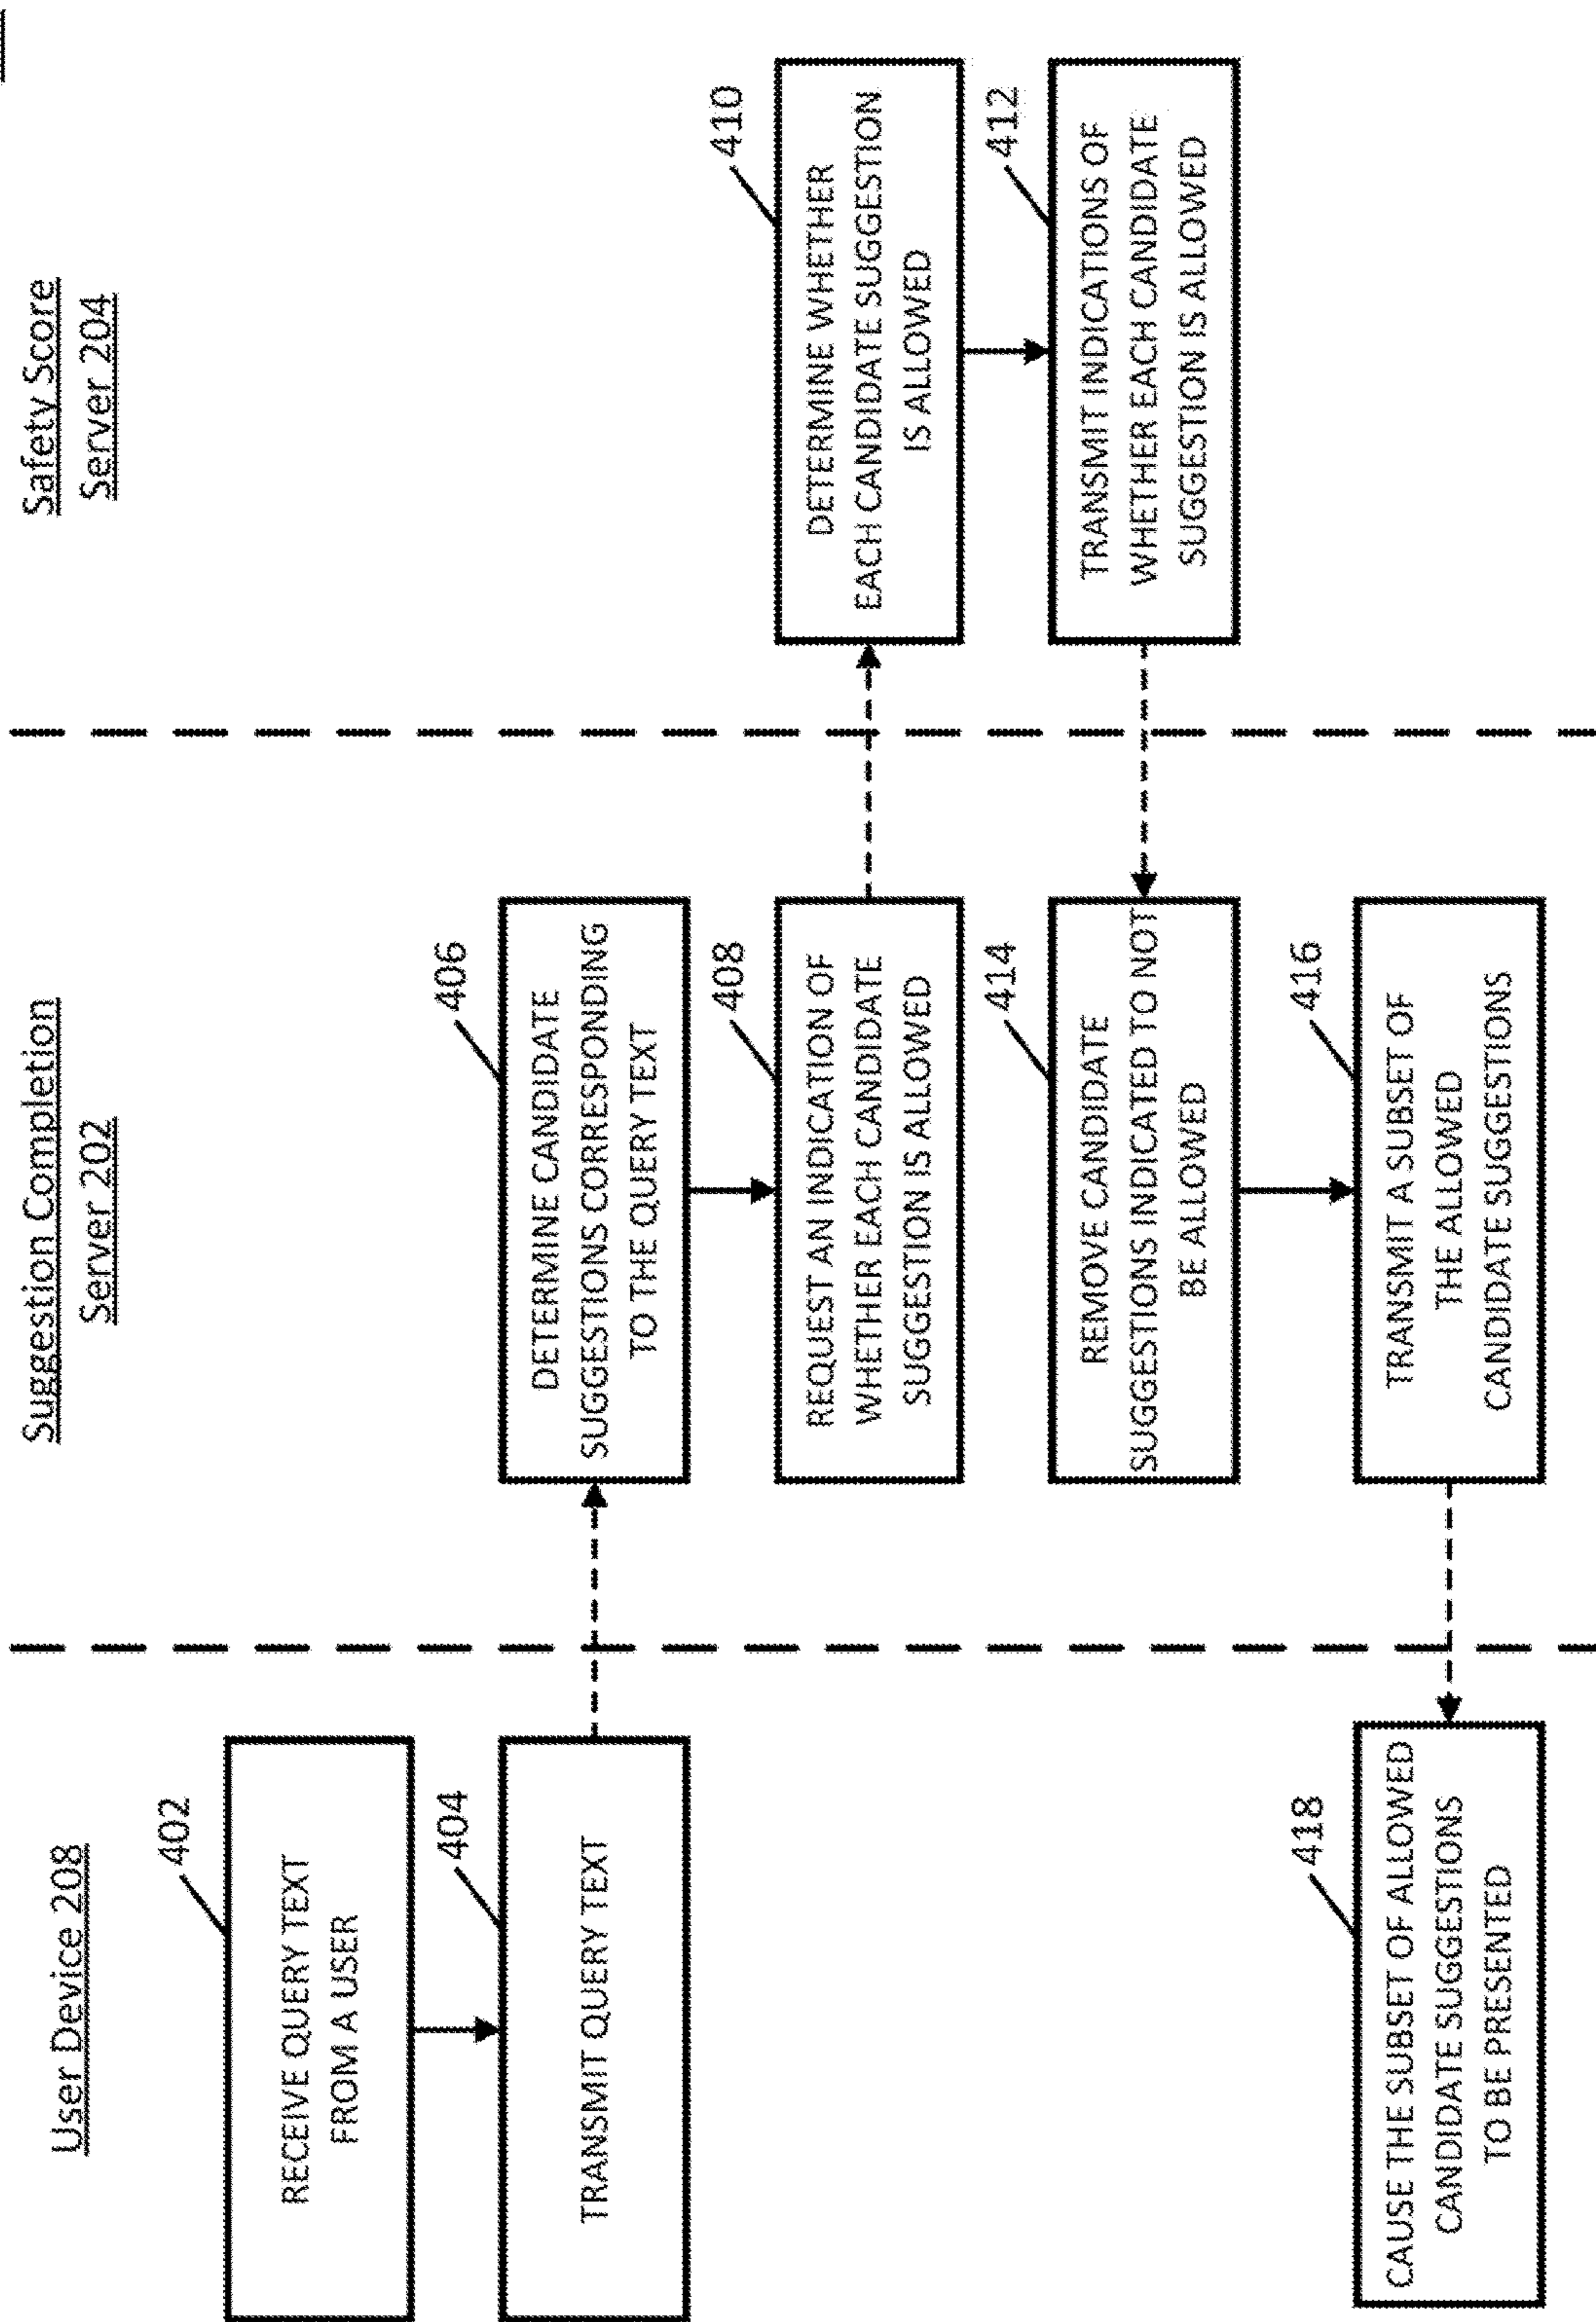 User Device 208
Suggestion Completion
Server 202
Safety Score
Server 204
402
RECEIVE QUERY TEXT
FROM A USER
404
TRANSMIT QUERY TEXT
406
DETERMINE CANDIDATE
SUGGESTIONS CORRESPONDING
TO THE QUERY TEXT
408
REQUEST AN INDICATION OF
WHETHER EACH CANDIDATE
SUGGESTION IS ALLOWED
410
DETERMINE WHETHER
EACH CANDIDATE SUGGESTION
IS ALLOWED
412
TRANSMIT INDICATIONS OF
WHETHER EACH CANDIDATE
SUGGESTION IS ALLOWED
414
REMOVE CANDIDATE
SUGGESTIONS INDICATED TO NOT
BE ALLOWED
416
TRANSMIT A SUBSET OF
THE ALLOWED
CANDIDATE SUGGESTIONS
418
CAUSE THE SUBSET OF ALLOWED
CANDIDATE SUGGESTIONS
TO BE PRESENTED